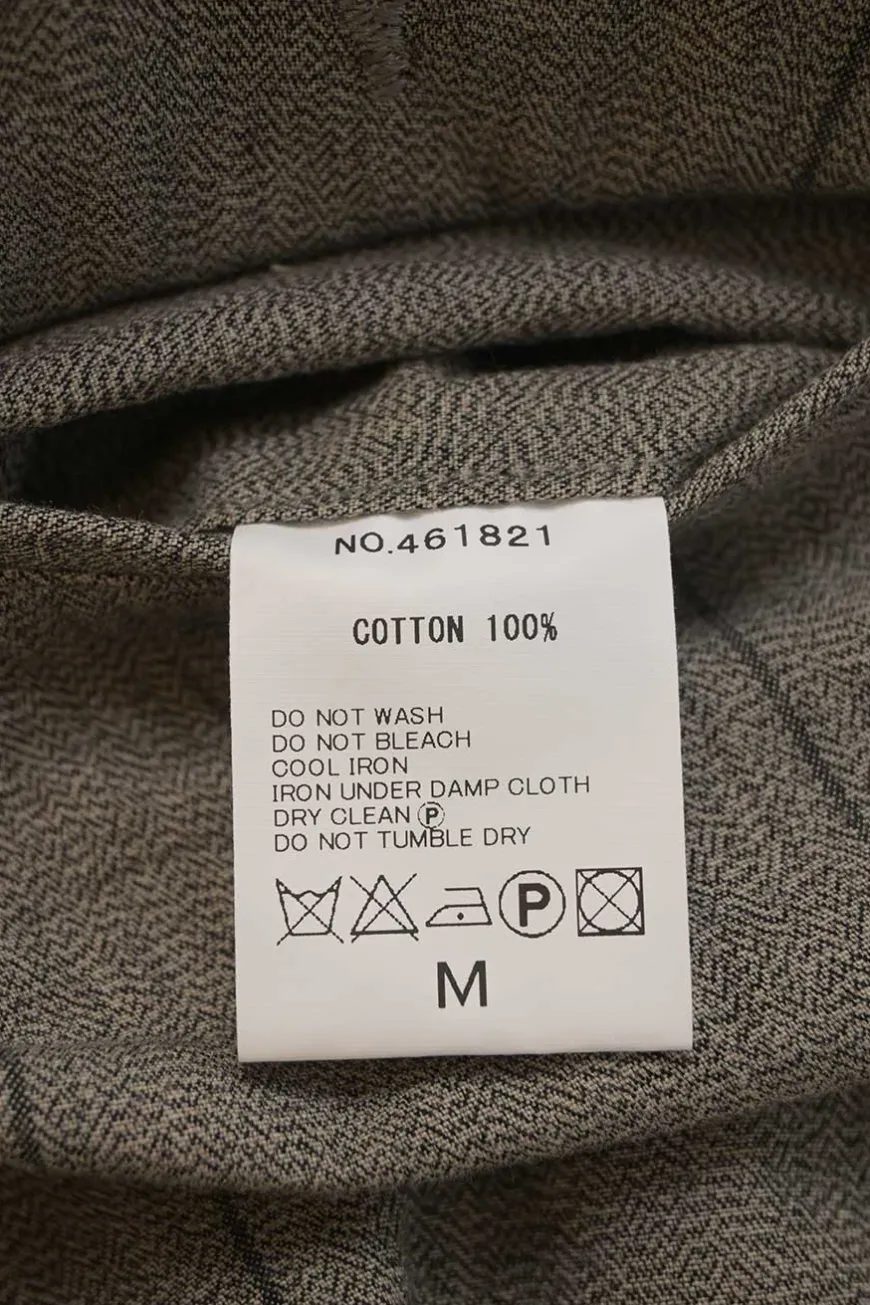 NO.461821
COTTON 100%
DO NOT WASH
DO NOT BLEACH
COOL IRON
IRON UNDER DAMP CLOTH
DRY CLEAN Ⓟ
DO NOT TUMBLE DRY
P
M